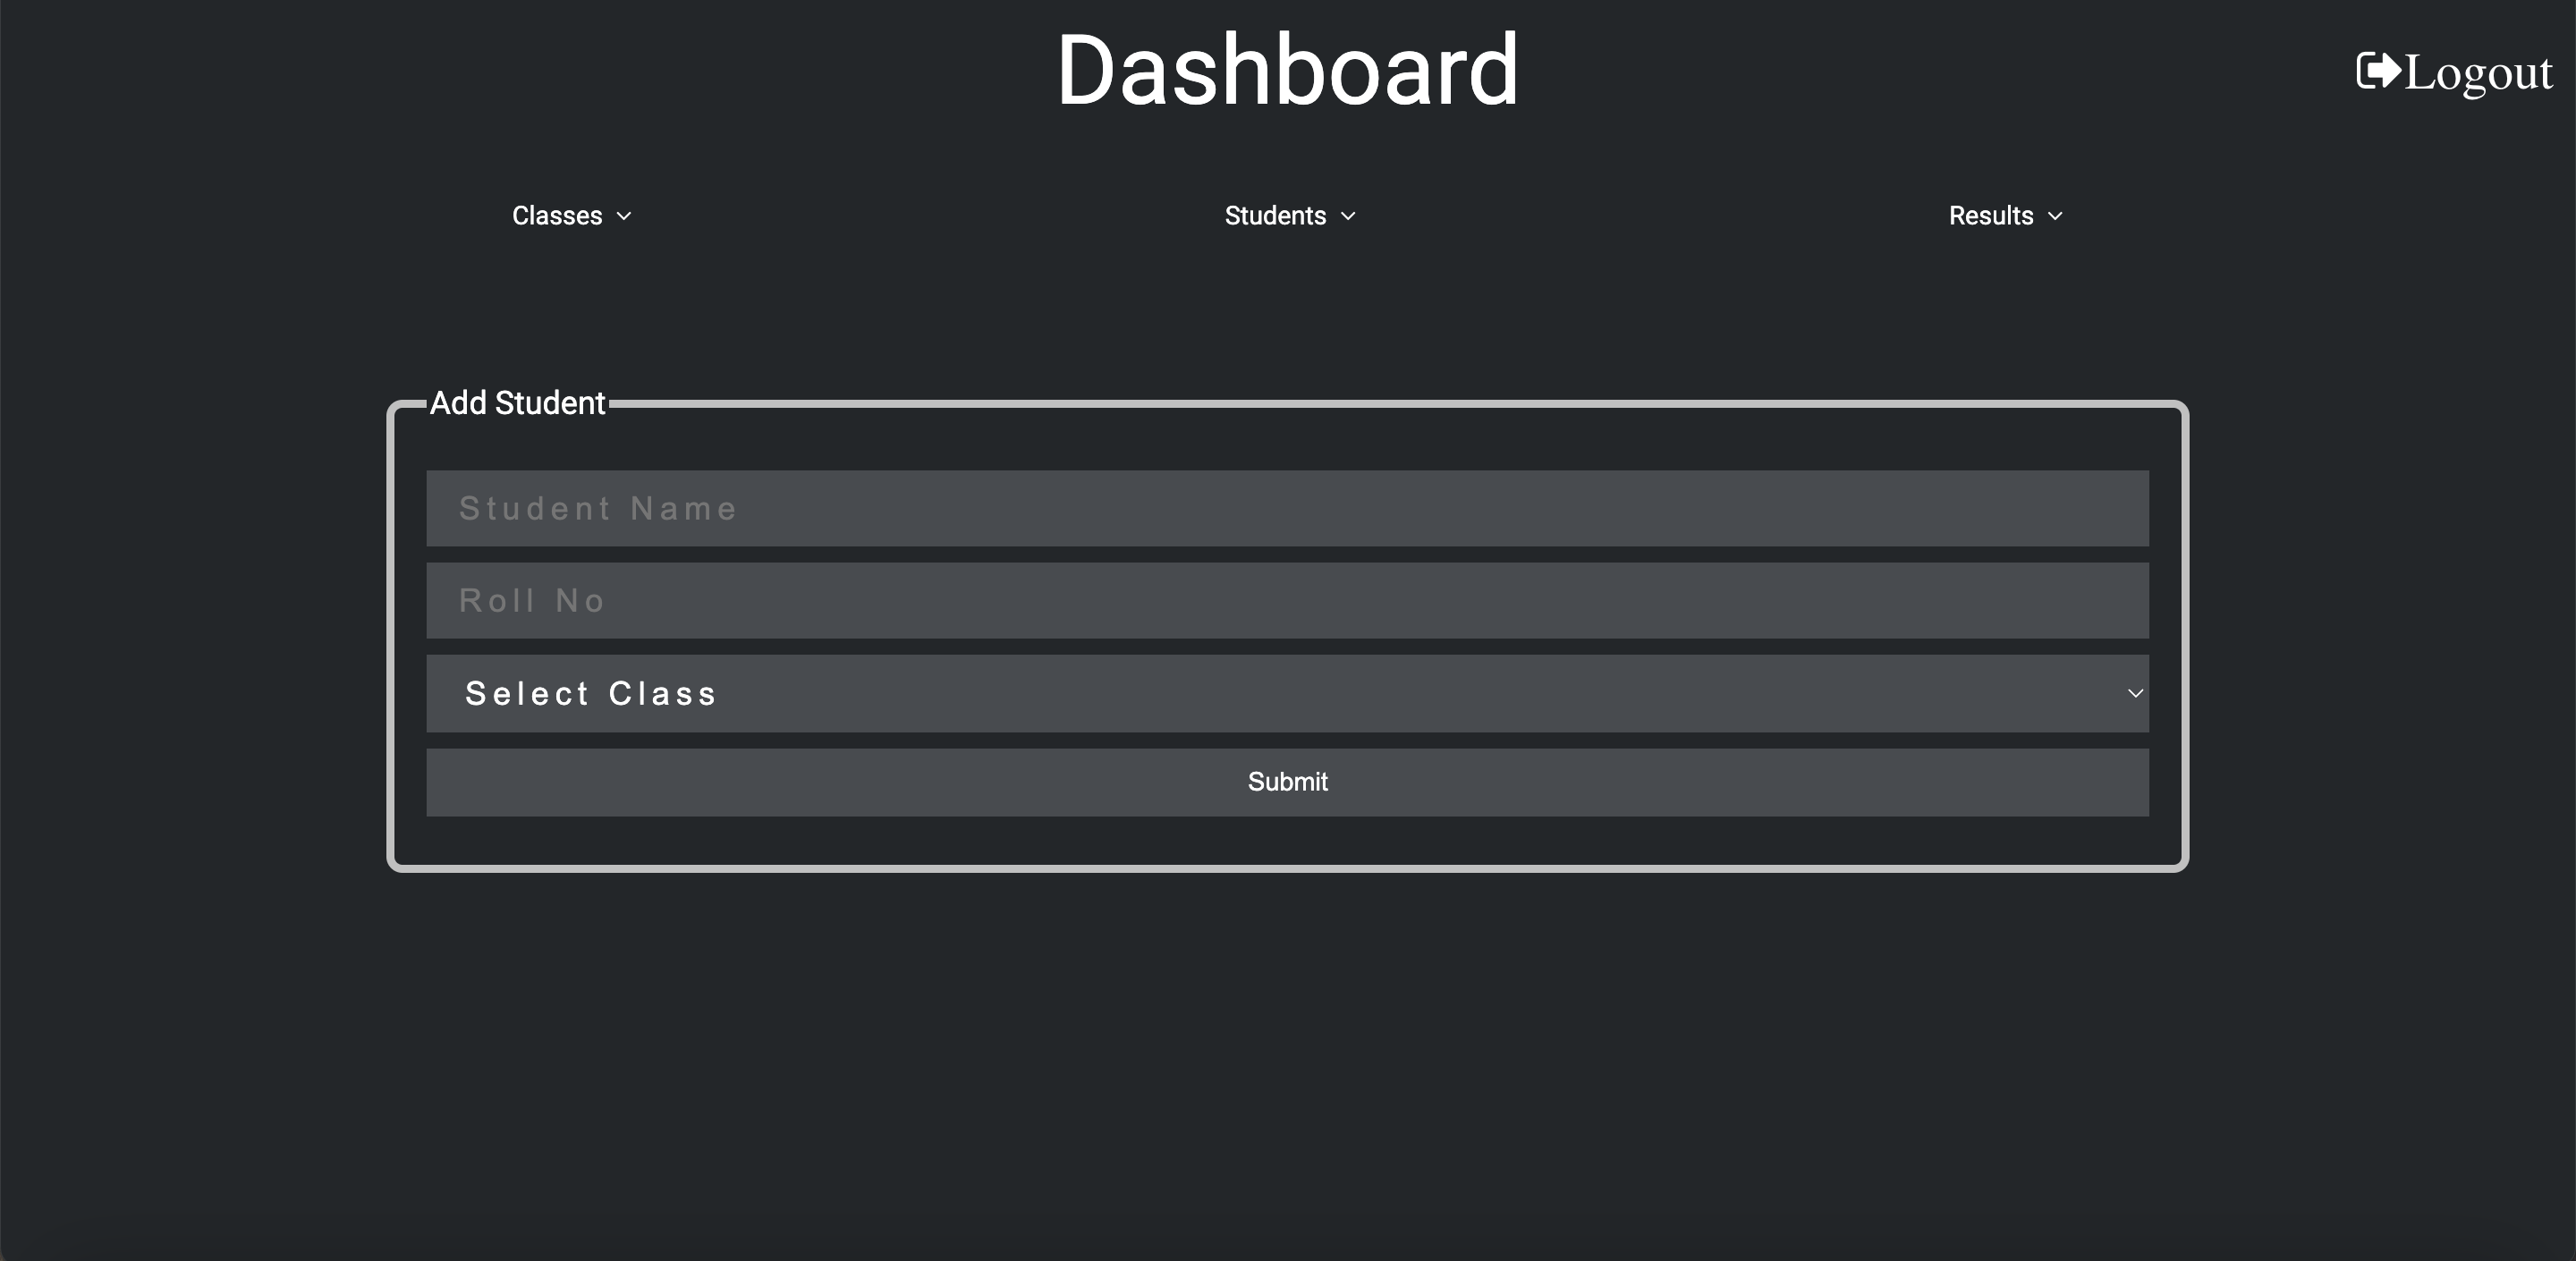 Dashboard
Logout
Classes
Students
Results
Add Student
Student Name
Roll No
Select Class
Submit